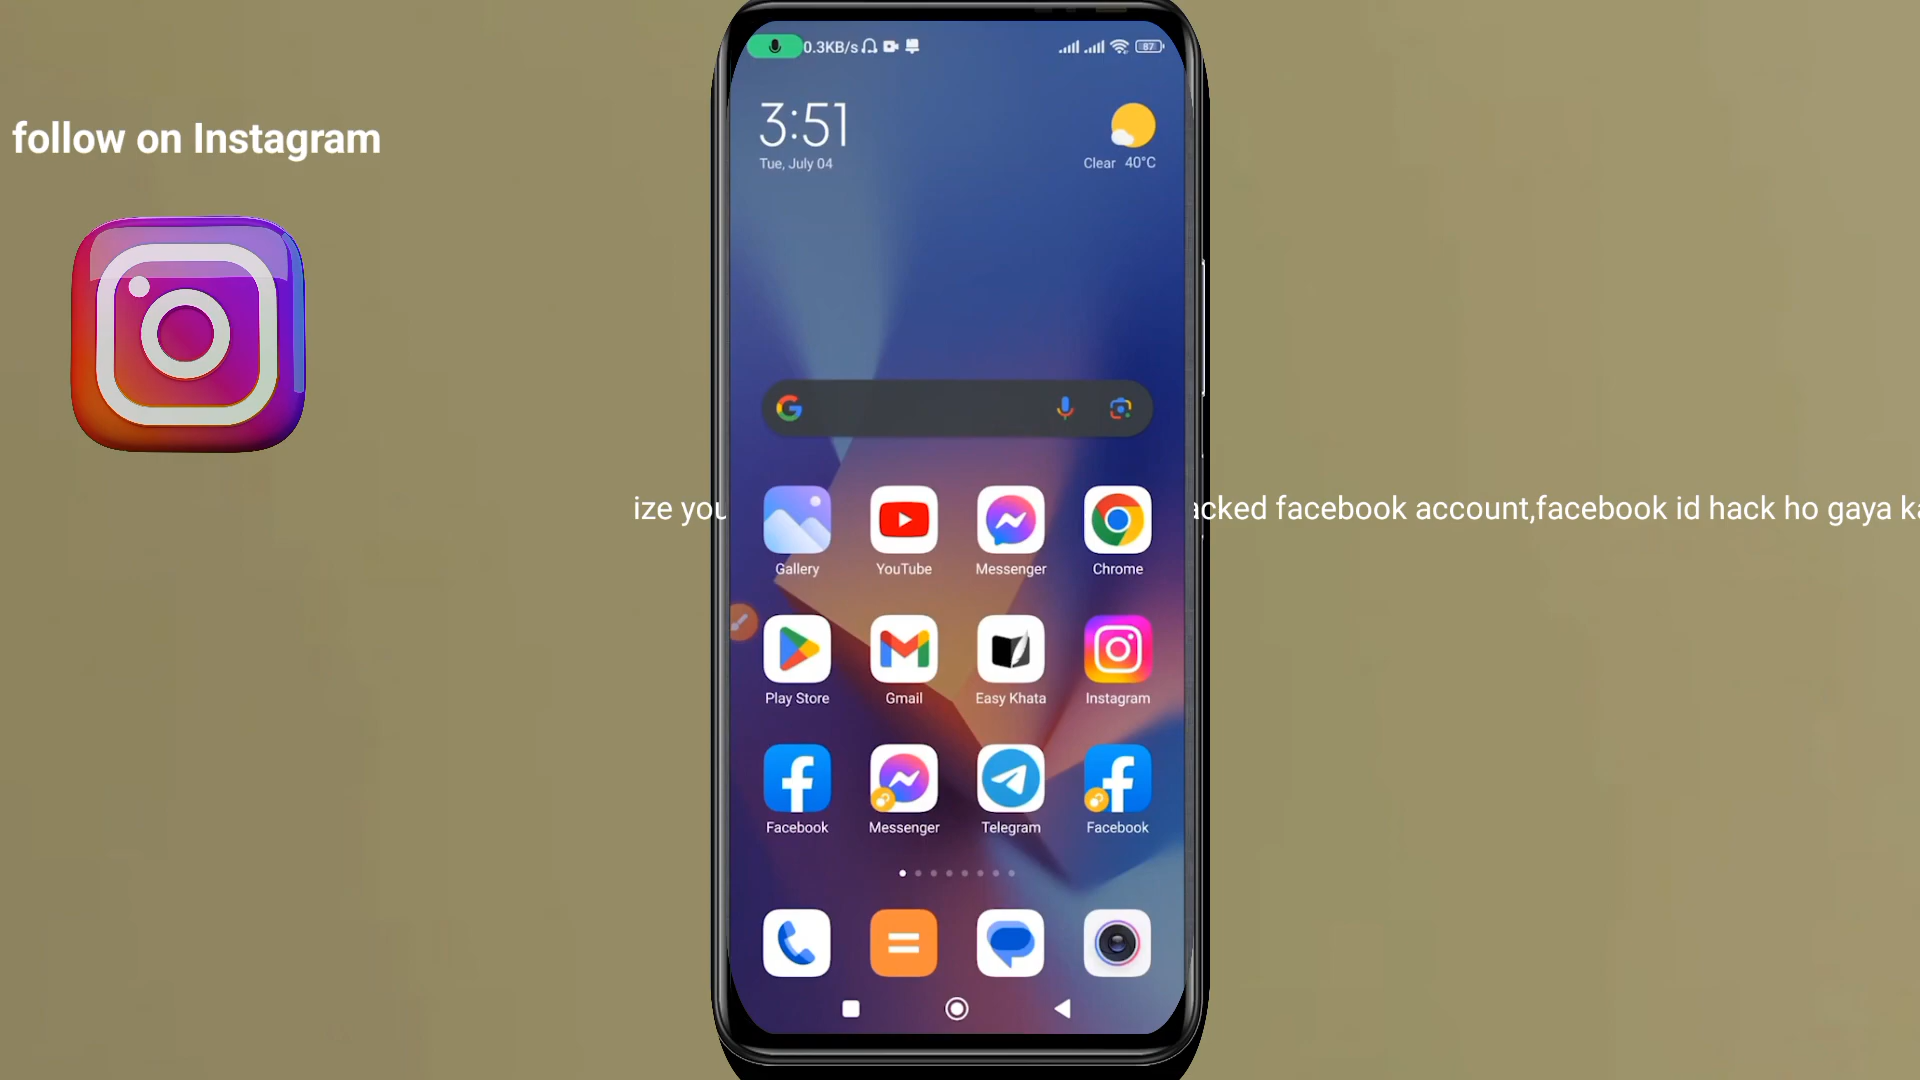 0.3KB/s
87
3:51
Tue, July 04
Clear 40°C
follow on Instagram
ize you
acked facebook account,facebook id hack ho gaya ka
Gallery YouTube Messenger Chrome
Play Store Gmail Easy Khata Instagram
Facebook Messenger Telegram Facebook